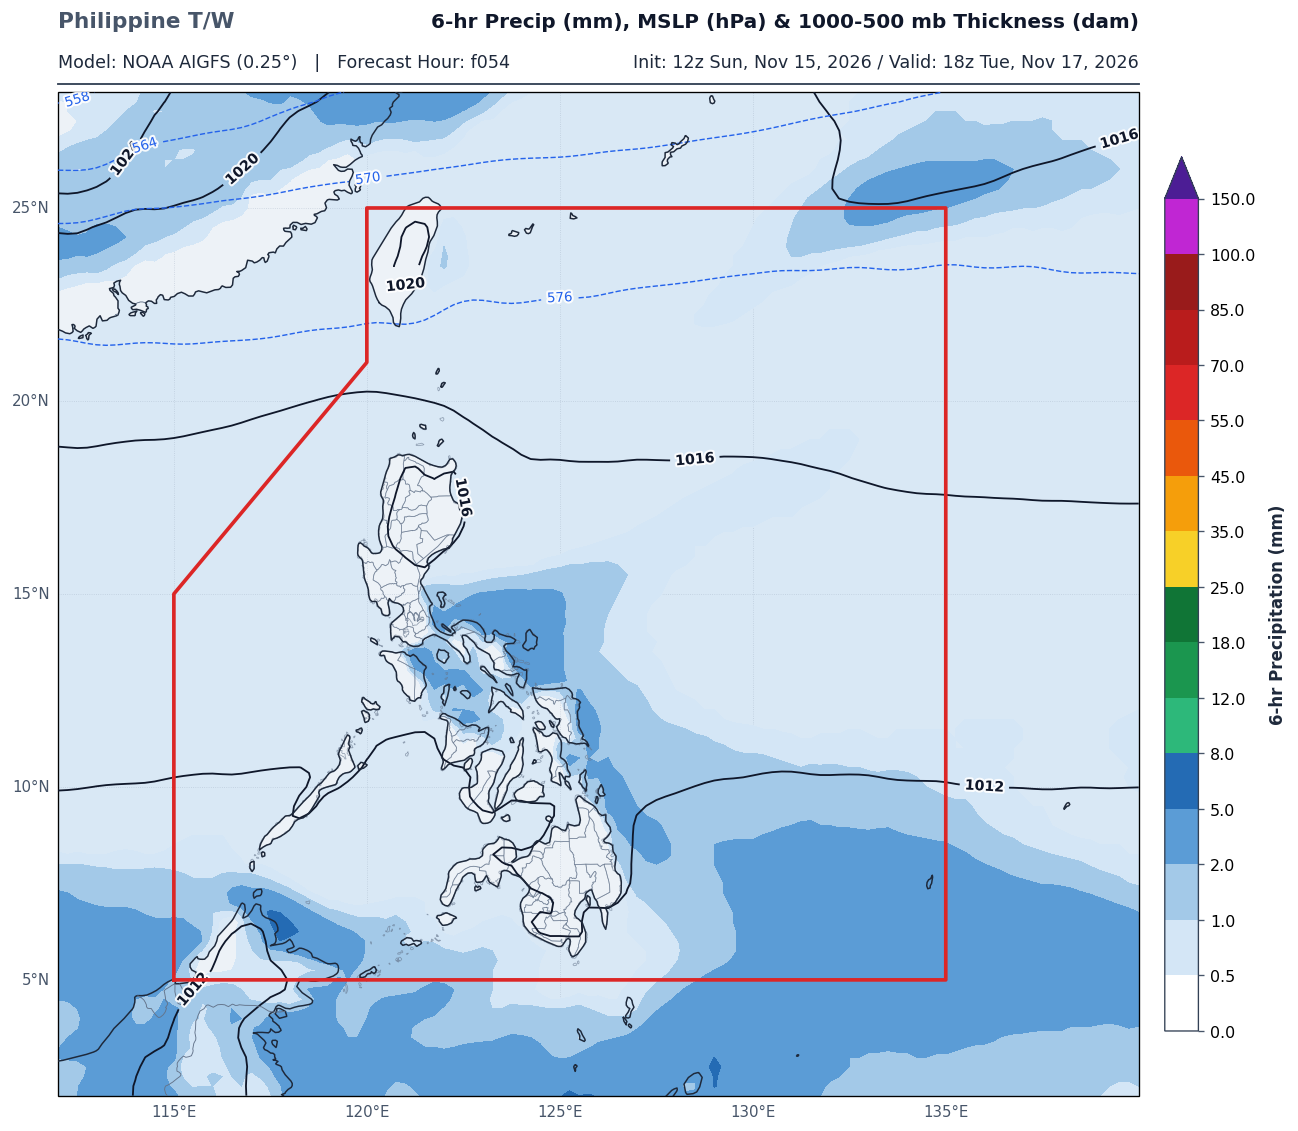 Philippine T/W
6-hr Precip (mm), MSLP (hPa) & 1000-500 mb Thickness (dam)
Model: NOAA AIGFS (0.25°) | Forecast Hour: f054
Init: 12z Sun, Nov 15, 2026 / Valid: 18z Tue, Nov 17, 2026
558
564
1020
570
1016
1020
576
1016
1016
1012
1012
25°N
20°N
15°N
10°N
5°N
115°E
120°E
125°E
130°E
135°E
150.0
100.0
85.0
70.0
55.0
45.0
35.0
25.0
18.0
12.0
8.0
5.0
2.0
1.0
0.5
0.0
6-hr Precipitation (mm)